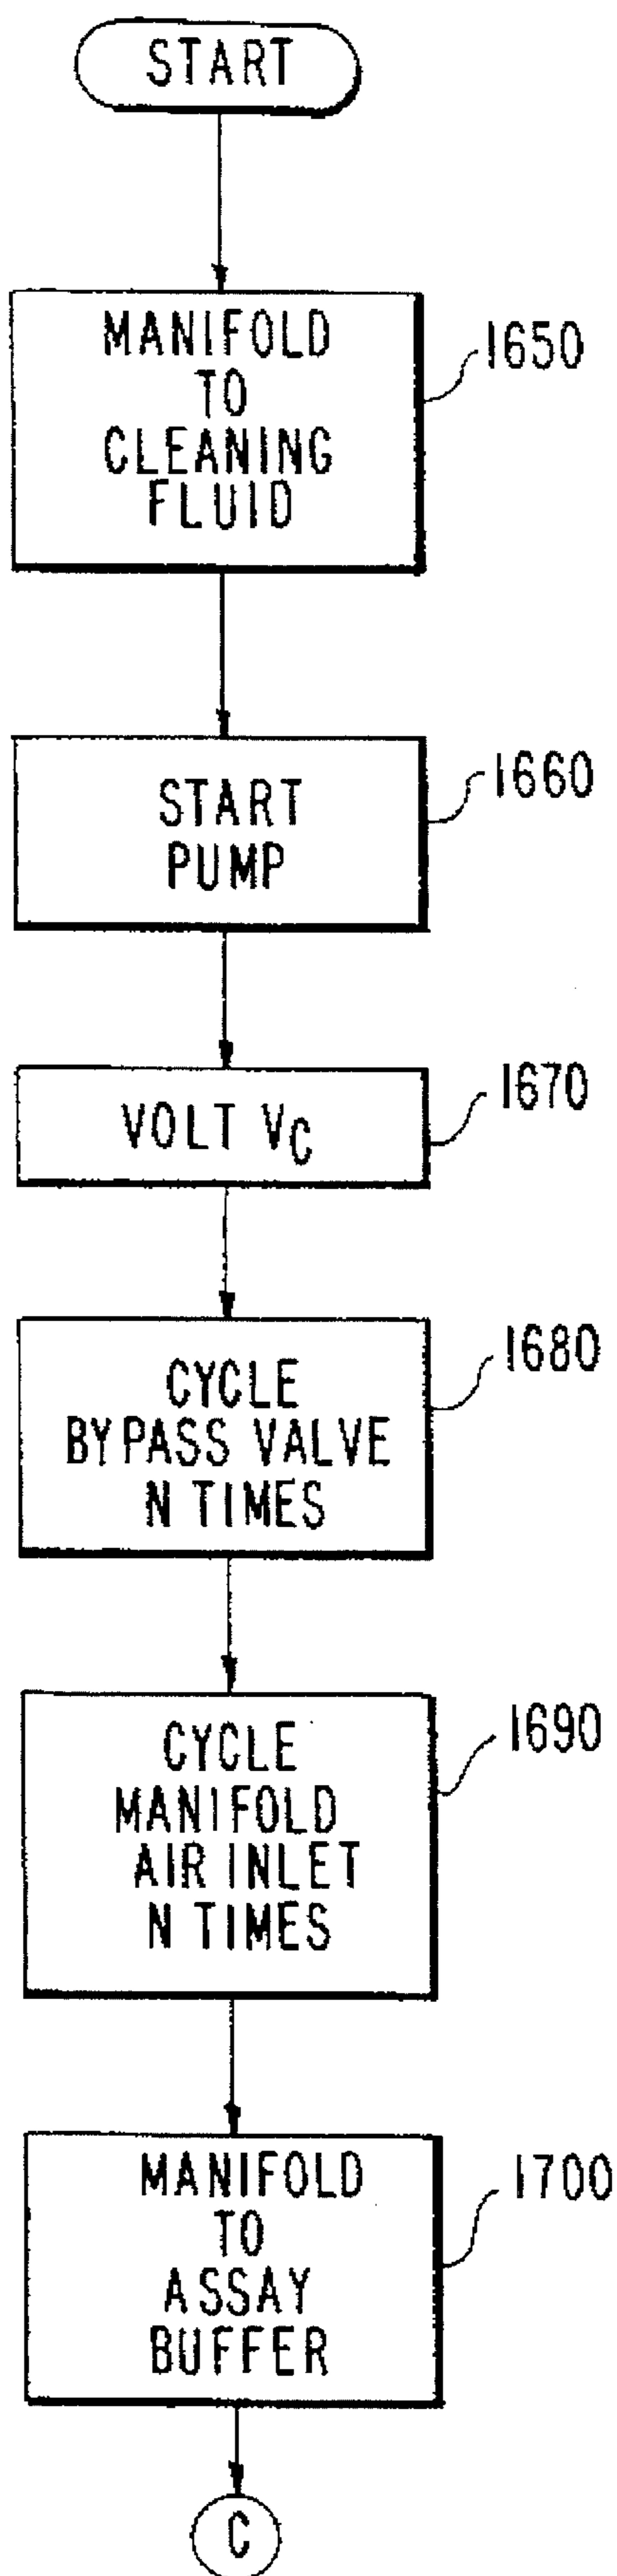 START
MANIFOLD
TO
CLEANING
FLUID
1650
START
PUMP
1660
VOLT VC
1670
CYCLE
BYPASS VALVE
N TIMES
1680
CYCLE
MANIFOLD
AIR INLET
N TIMES
1690
MANIFOLD
TO
ASSAY
BUFFER
1700
C